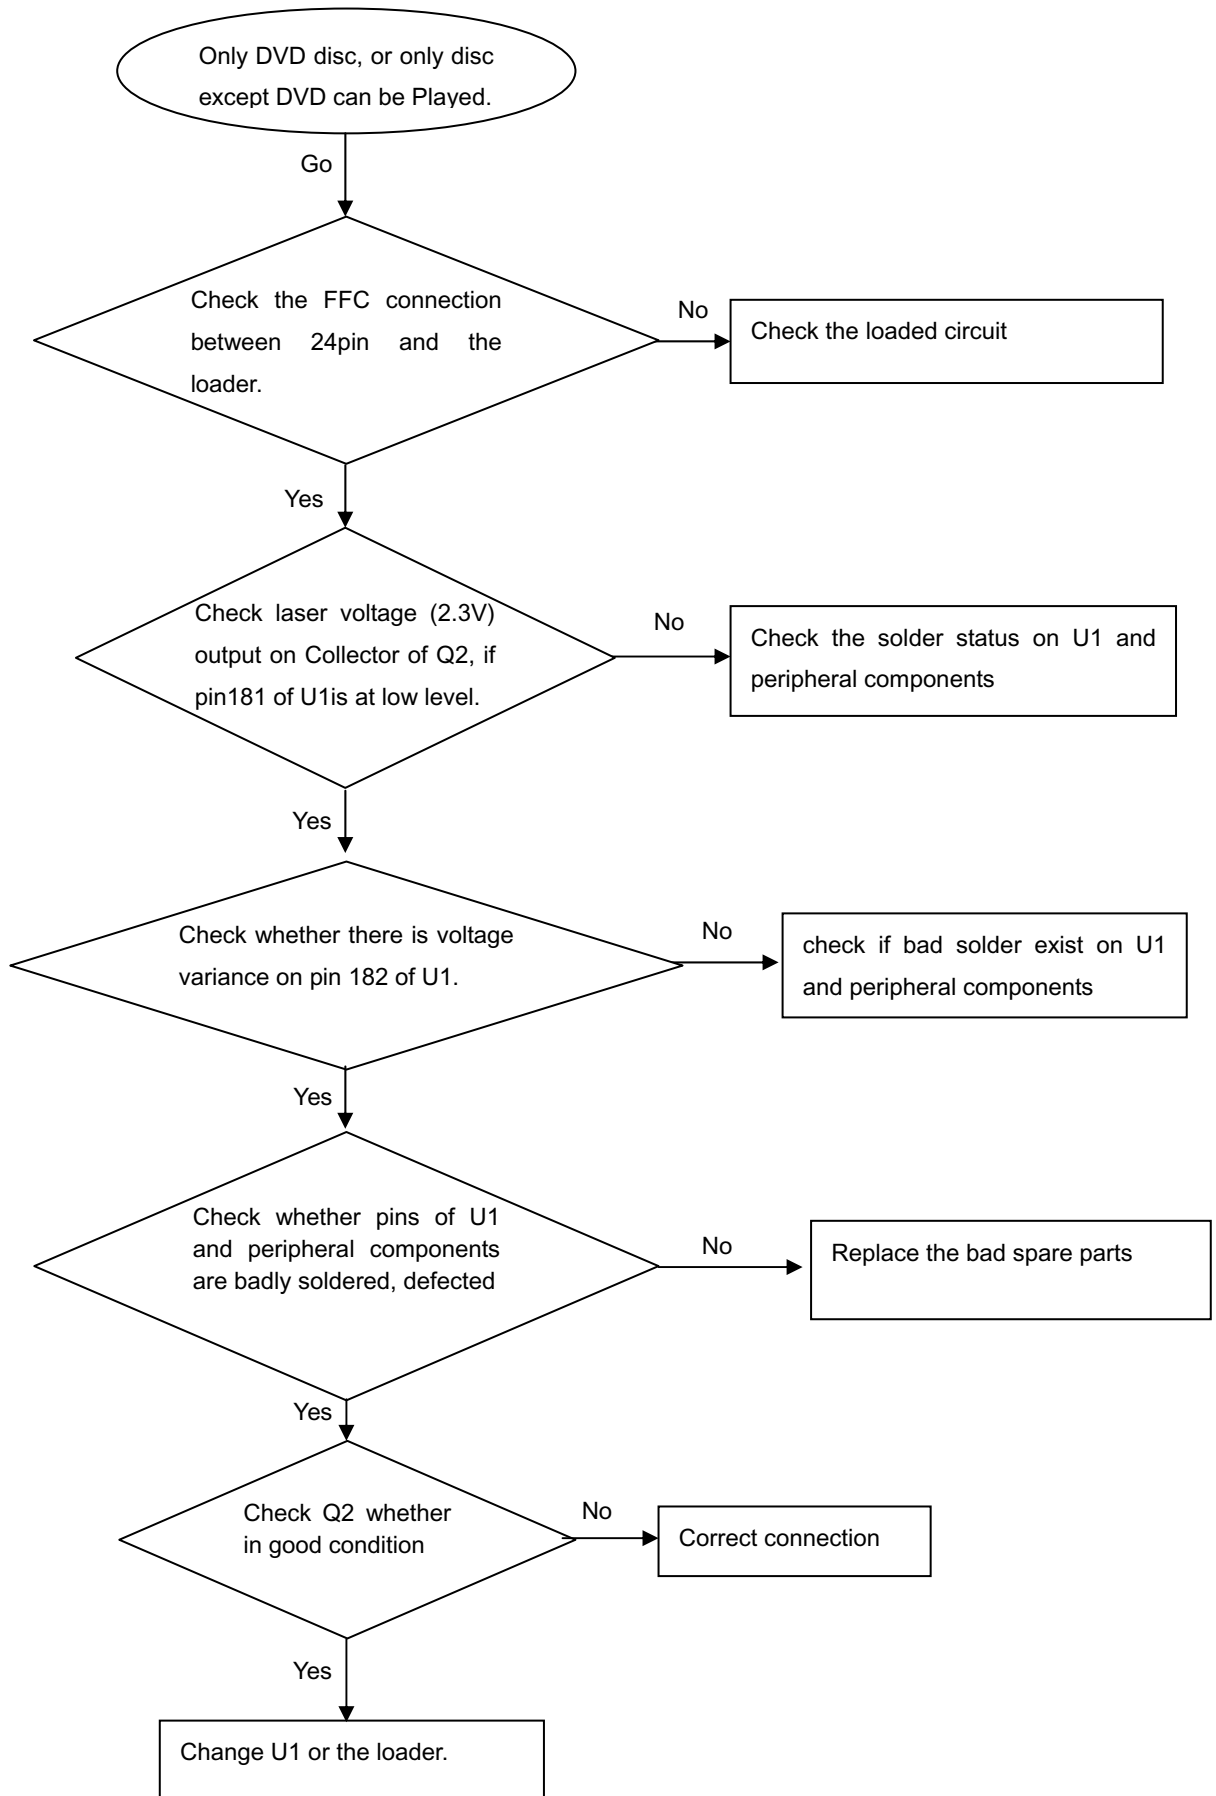 Only DVD disc, or only disc
except DVD can be Played.
Go
Check the FFC connection
between 24pin and the
loader.
No
Check the loaded circuit
Yes
Check laser voltage (2.3V)
output on Collector of Q2, if
pin181 of U1is at low level.
No
Check the solder status on U1 and
peripheral components
Yes
Check whether there is voltage
variance on pin 182 of U1.
No
check if bad solder exist on U1
and peripheral components
Yes
Check whether pins of U1
and peripheral components
are badly soldered, defected
No
Replace the bad spare parts
Yes
Check Q2 whether
in good condition
No
Correct connection
Yes
Change U1 or the loader.